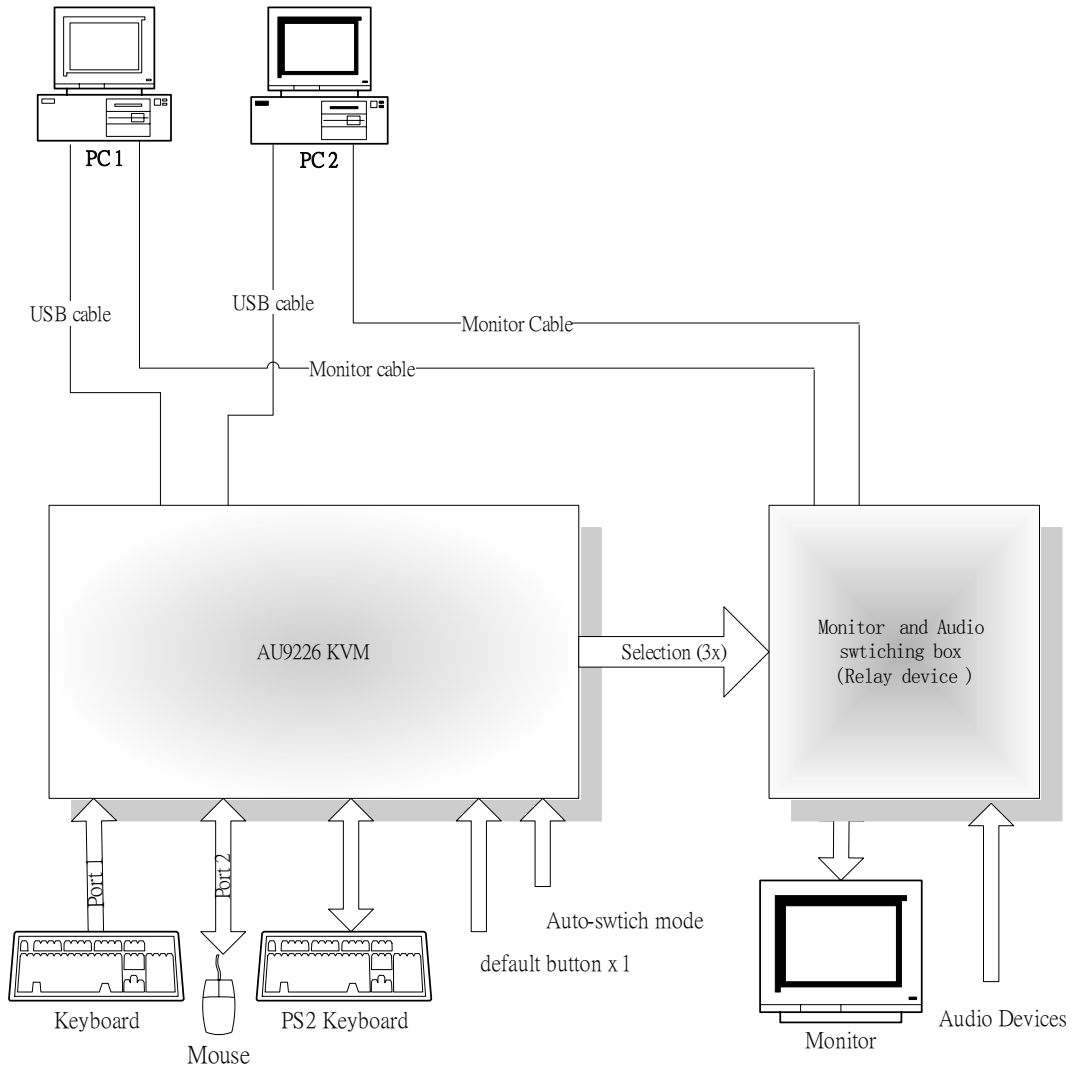 PC 1
PC 2
USB cable
USB cable
Monitor Cable
Monitor cable
AU9226 KVM
Selection (3x)
Monitor and Audio
swtiching box
(Relay device )
Port 1
Port 2
Auto-swtich mode
default button x 1
Keyboard
Mouse
PS2 Keyboard
Monitor
Audio Devices